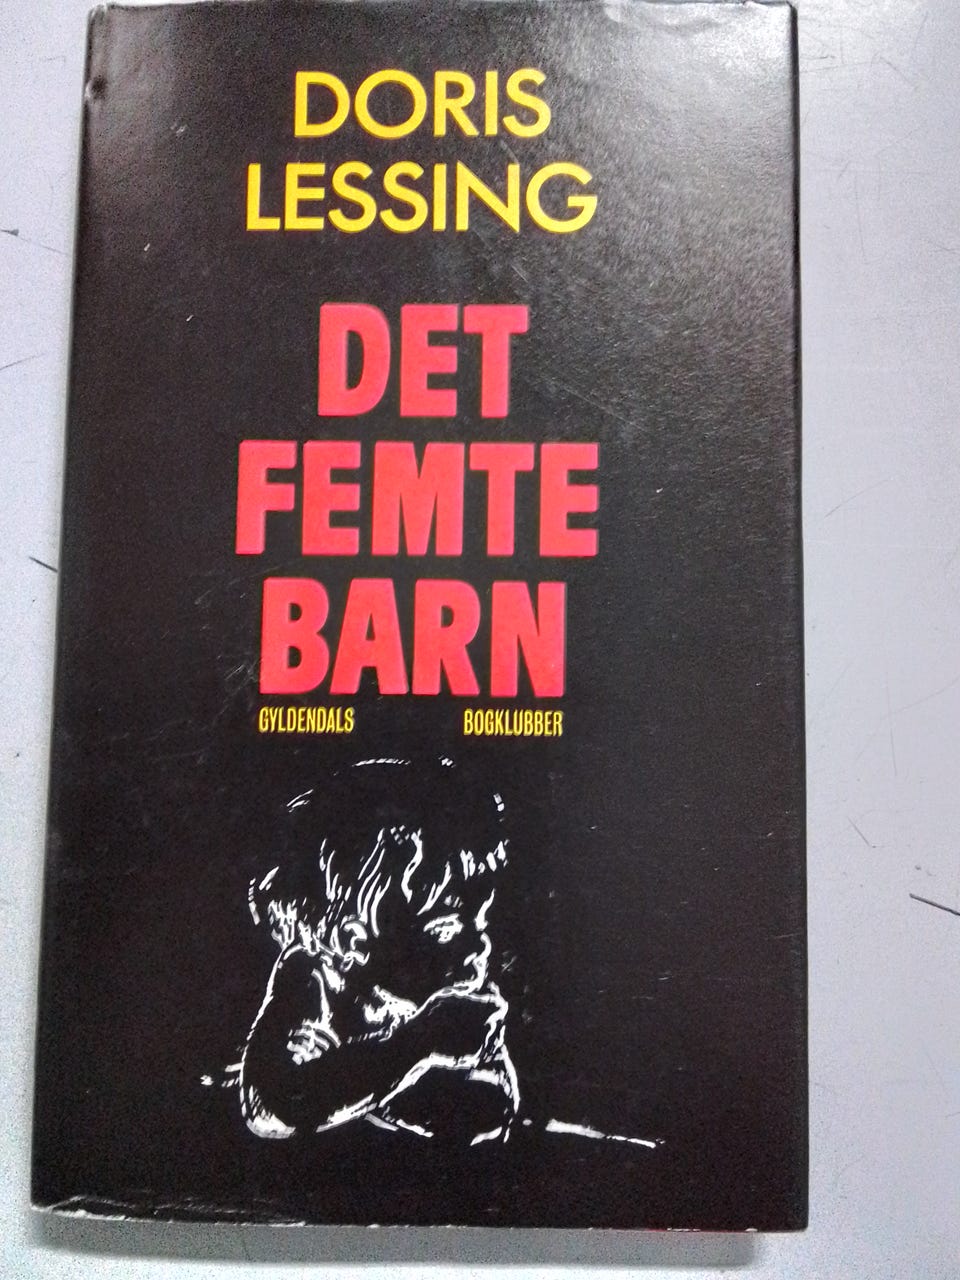 DORIS
LESSING
DET
FEMTE
BARN
GYLDENDALS BOGKLUBBER